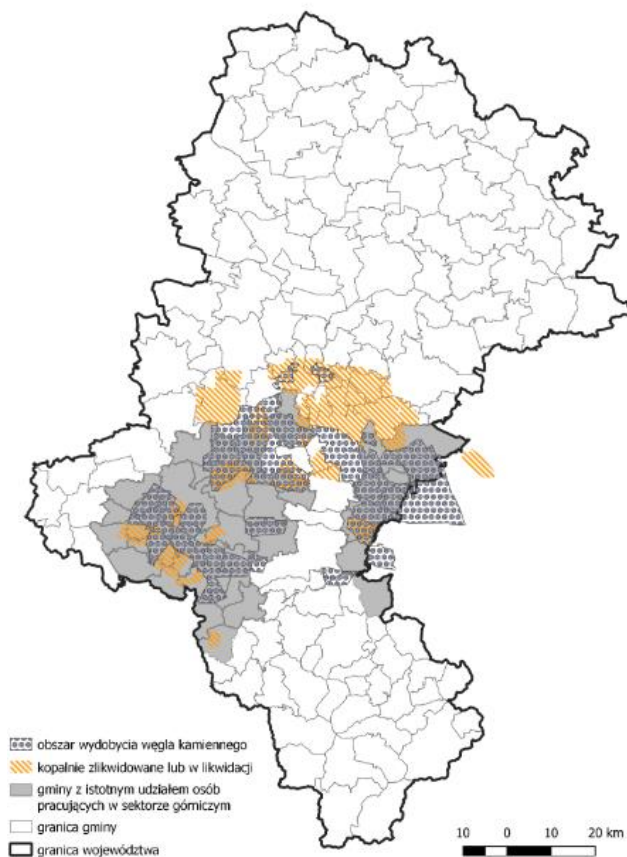 obszar wydobycia węgla kamiennego
kopalnie zlikwidowane lub w likwidacji
gminy z istotnym udziałem osób
pracujących w sektorze górniczym
granica gminy
granica województwa
10 0 10 20 km